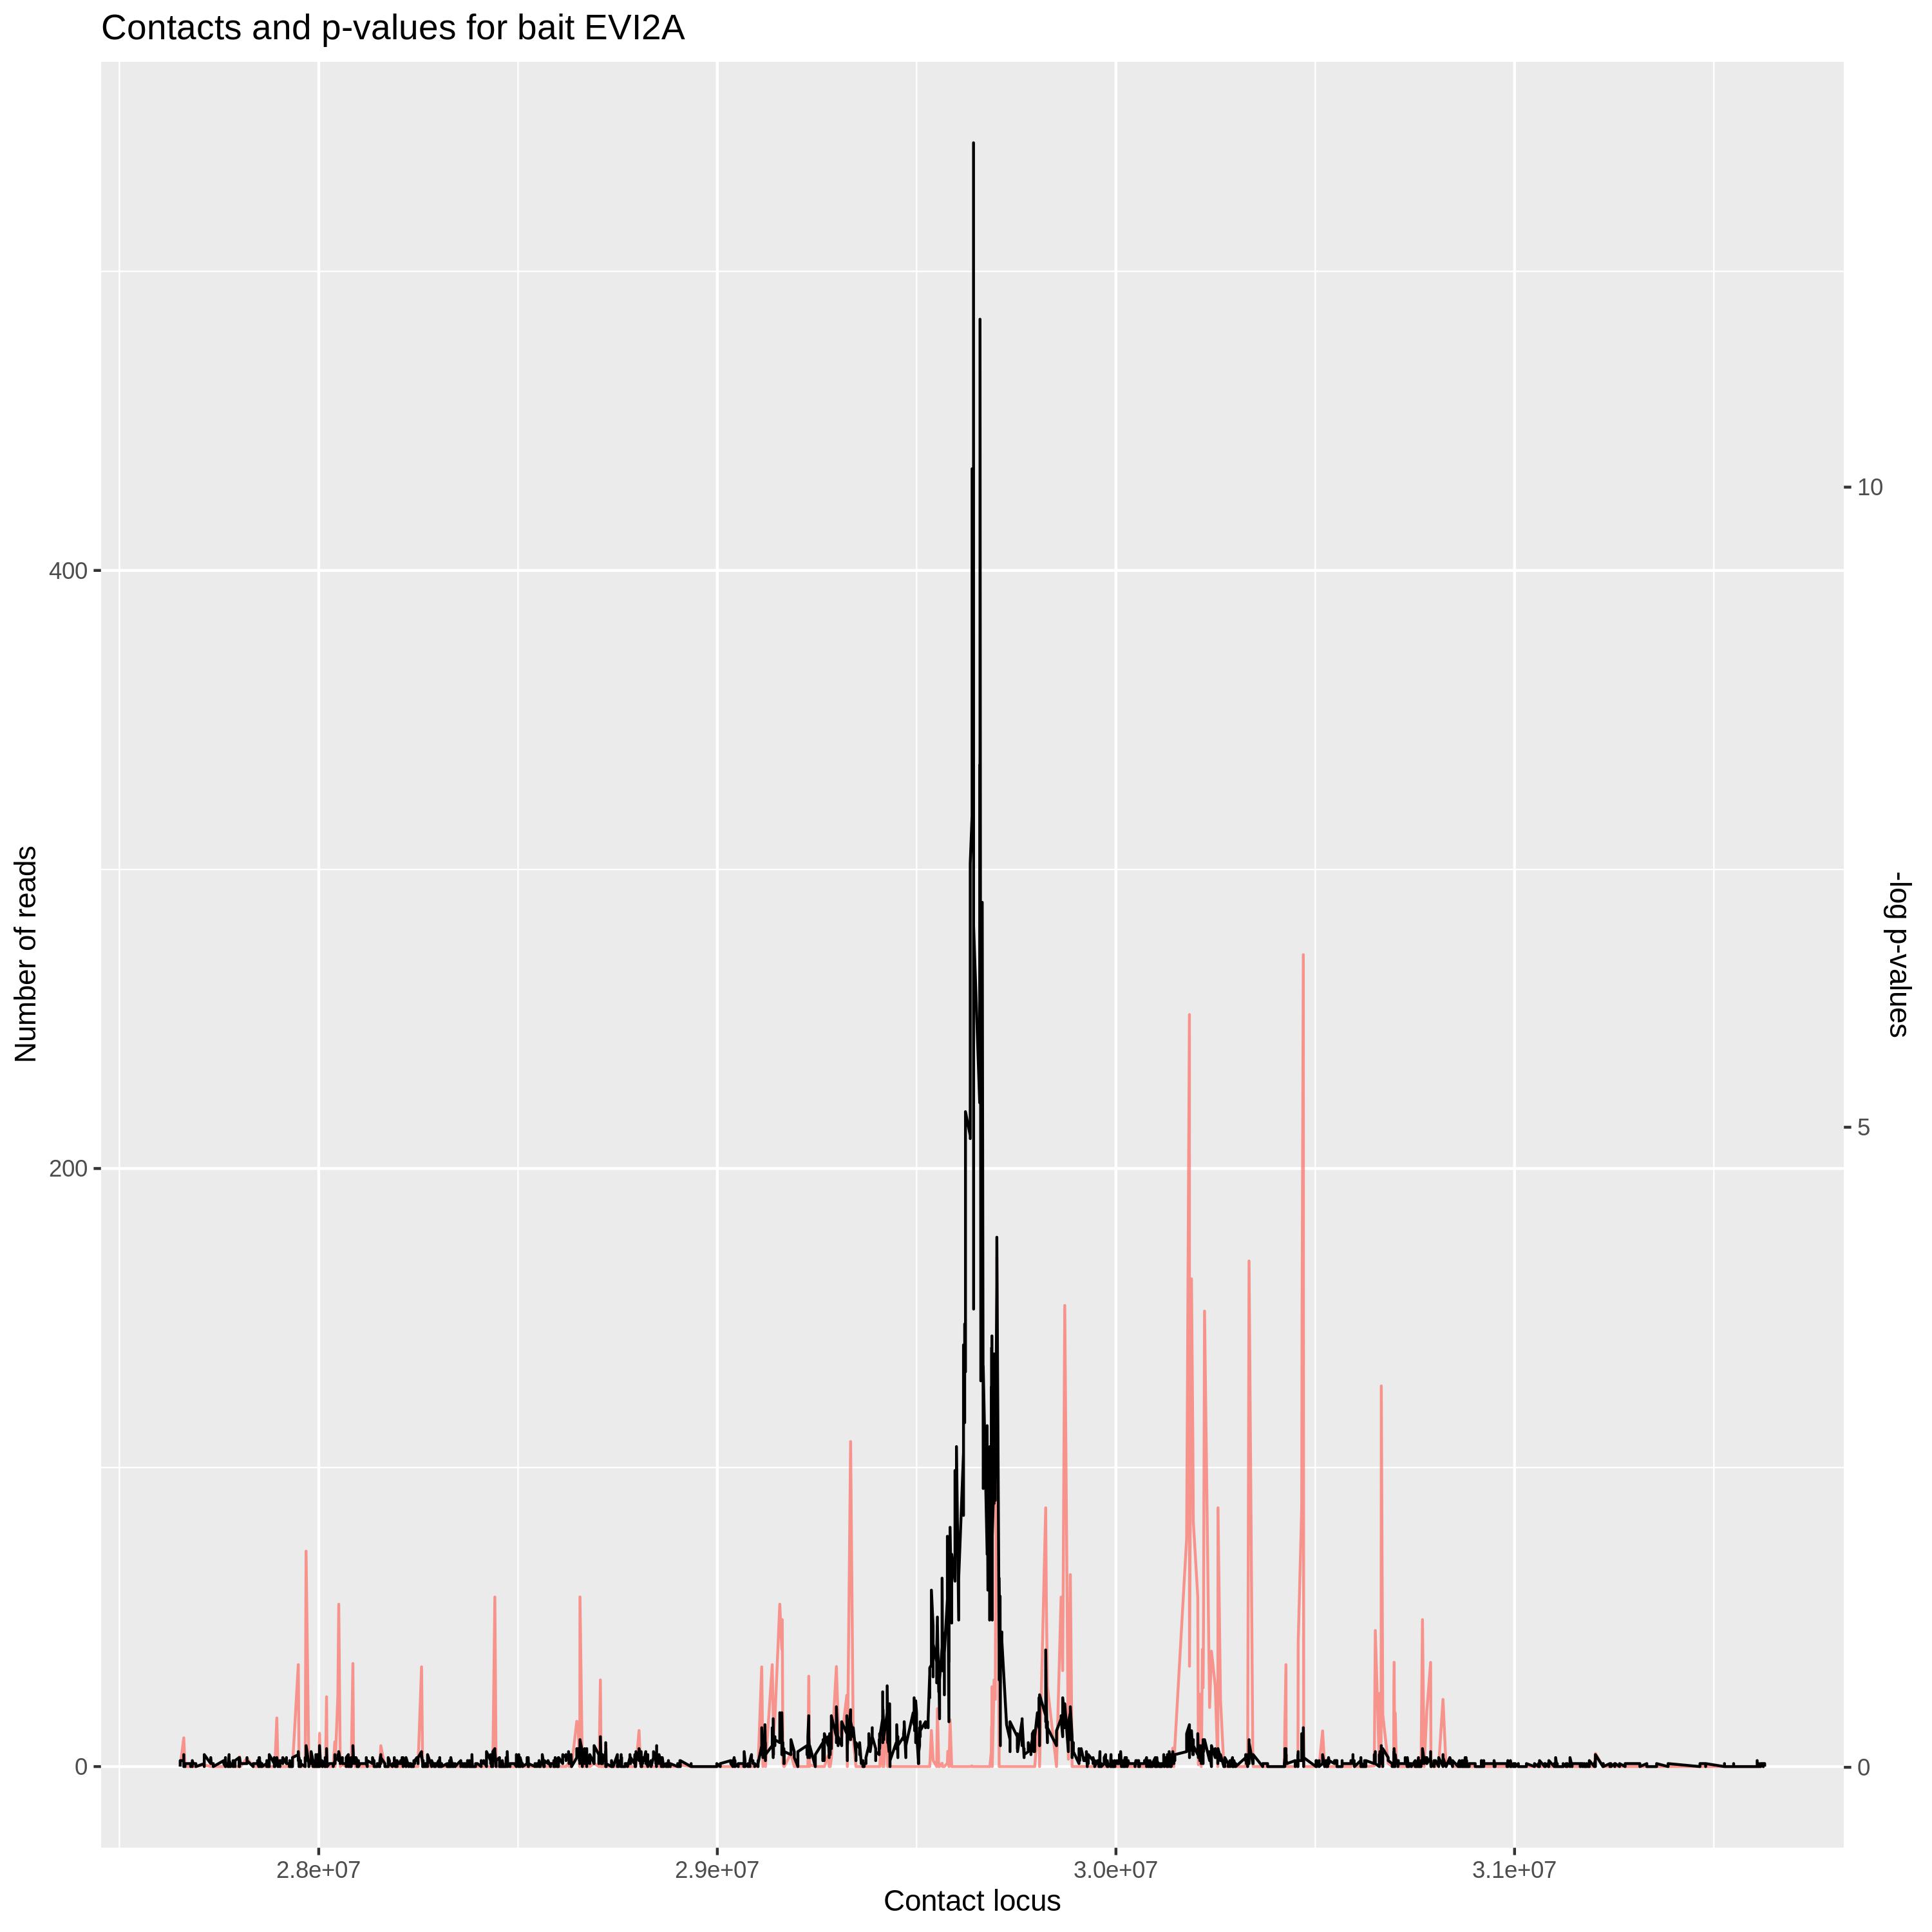 Contacts and p-values for bait EVI2A
Number of reads
400
200
0
10
5
0
-log p-values
2.8e+07
2.9e+07
3.0e+07
3.1e+07
Contact locus